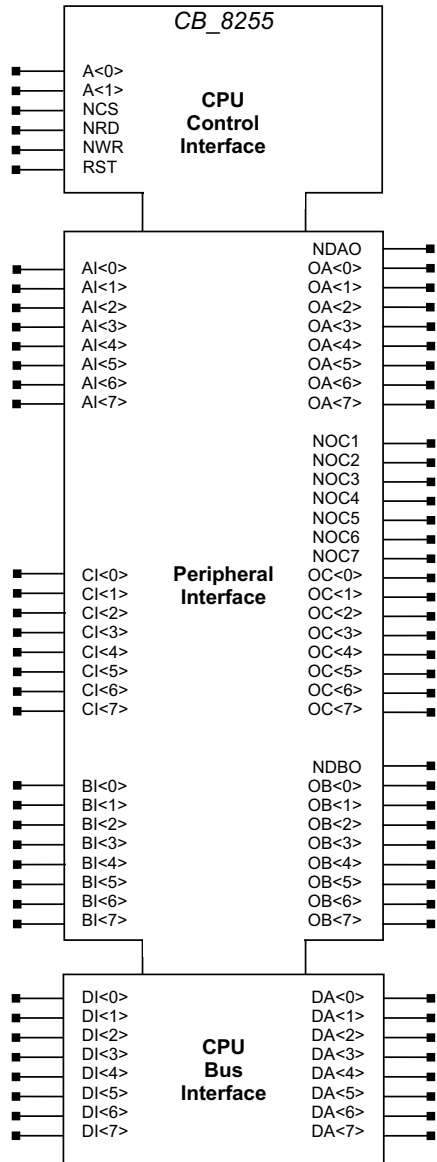 CB_8255
A<0>
A<1>
NCS
NRD
NWR
RST
CPU
Control
Interface
NDAO
AI<0> OA<0>
AI<1> OA<1>
AI<2> OA<2>
AI<3> OA<3>
AI<4> OA<4>
AI<5> OA<5>
AI<6> OA<6>
AI<7> OA<7>
NOC1
NOC2
NOC3
NOC4
NOC5
NOC6
NOC7
Peripheral
Interface
CI<0> OC<0>
CI<1> OC<1>
CI<2> OC<2>
CI<3> OC<3>
CI<4> OC<4>
CI<5> OC<5>
CI<6> OC<6>
CI<7> OC<7>
NDBO
BI<0> OB<0>
BI<1> OB<1>
BI<2> OB<2>
BI<3> OB<3>
BI<4> OB<4>
BI<5> OB<5>
BI<6> OB<6>
BI<7> OB<7>
DI<0> DA<0>
DI<1> DA<1>
DI<2> DA<2>
DI<3> DA<3>
DI<4> DA<4>
DI<5> DA<5>
DI<6> DA<6>
DI<7> DA<7>
CPU
Bus
Interface